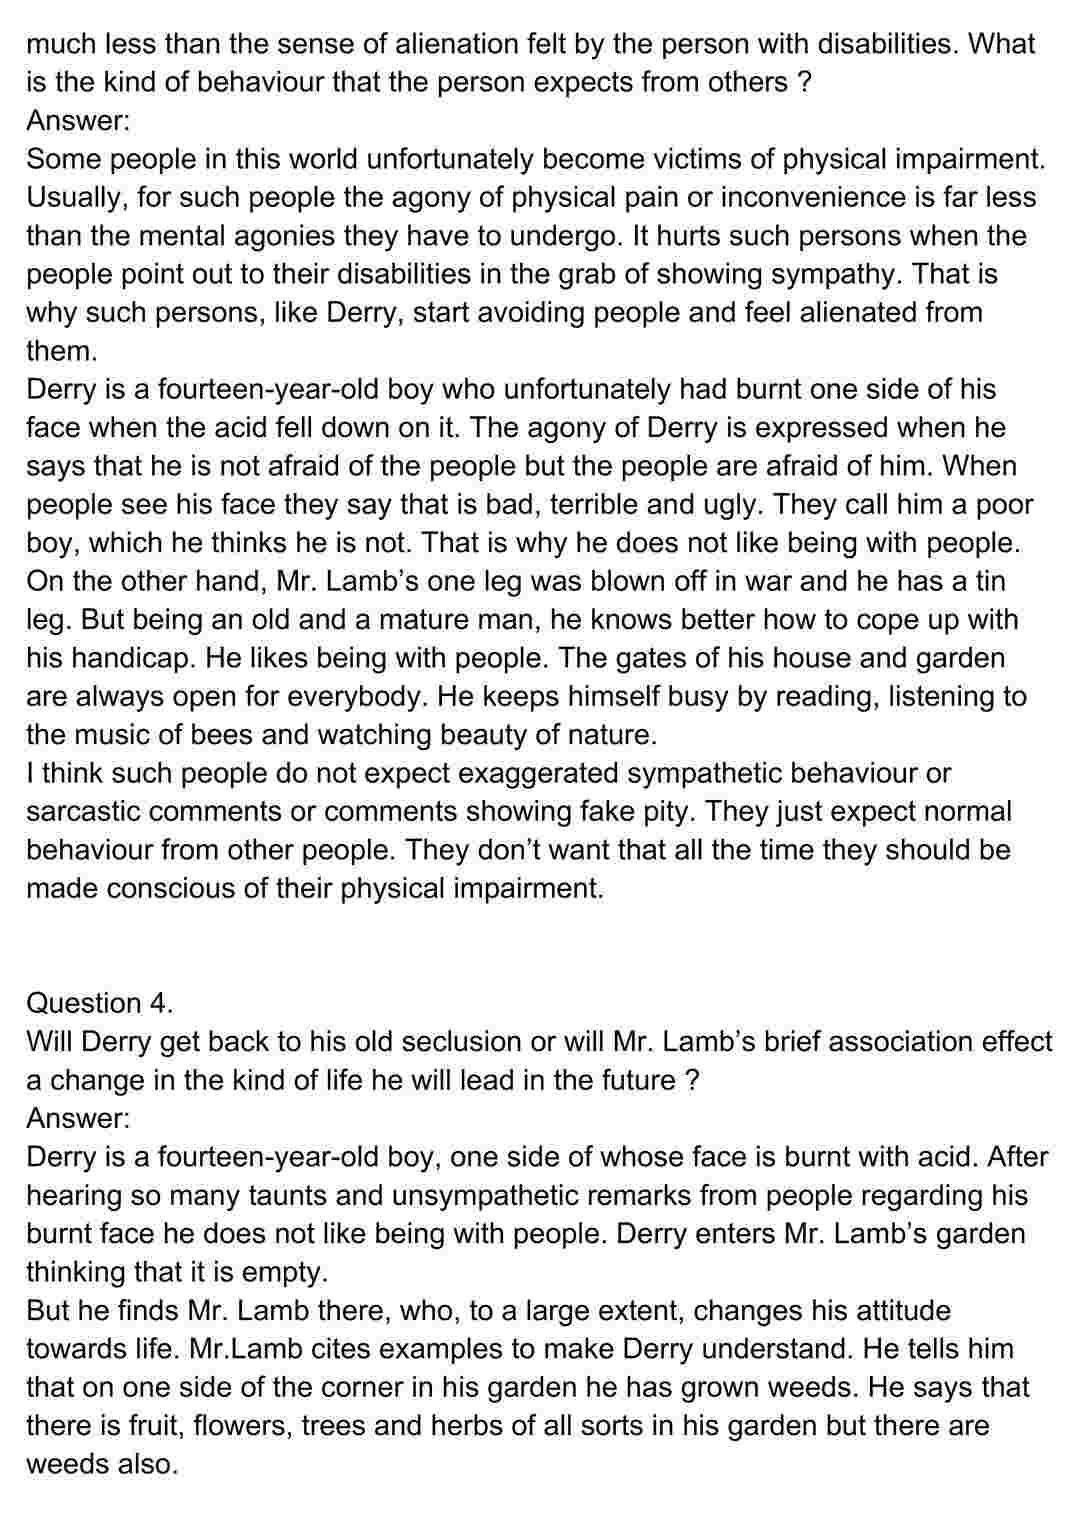 much less than the sense of alienation felt by the person with disabilities. What
is the kind of behaviour that the person expects from others ?
Answer:
Some people in this world unfortunately become victims of physical impairment.
Usually, for such people the agony of physical pain or inconvenience is far less
than the mental agonies they have to undergo. It hurts such persons when the
people point out to their disabilities in the grab of showing sympathy. That is
why such persons, like Derry, start avoiding people and feel alienated from
them.
Derry is a fourteen-year-old boy who unfortunately had burnt one side of his
face when the acid fell down on it. The agony of Derry is expressed when he
says that he is not afraid of the people but the people are afraid of him. When
people see his face they say that is bad, terrible and ugly. They call him a poor
boy, which he thinks he is not. That is why he does not like being with people.
On the other hand, Mr. Lamb’s one leg was blown off in war and he has a tin
leg. But being an old and a mature man, he knows better how to cope up with
his handicap. He likes being with people. The gates of his house and garden
are always open for everybody. He keeps himself busy by reading, listening to
the music of bees and watching beauty of nature.
I think such people do not expect exaggerated sympathetic behaviour or
sarcastic comments or comments showing fake pity. They just expect normal
behaviour from other people. They don’t want that all the time they should be
made conscious of their physical impairment.
Question 4.
Will Derry get back to his old seclusion or will Mr. Lamb’s brief association effect
a change in the kind of life he will lead in the future ?
Answer:
Derry is a fourteen-year-old boy, one side of whose face is burnt with acid. After
hearing so many taunts and unsympathetic remarks from people regarding his
burnt face he does not like being with people. Derry enters Mr. Lamb’s garden
thinking that it is empty.
But he finds Mr. Lamb there, who, to a large extent, changes his attitude
towards life. Mr.Lamb cites examples to make Derry understand. He tells him
that on one side of the corner in his garden he has grown weeds. He says that
there is fruit, flowers, trees and herbs of all sorts in his garden but there are
weeds also.